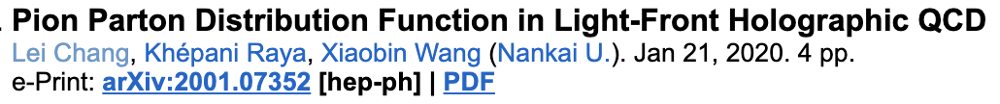 . Pion Parton Distribution Function in Light-Front Holographic QCD
Lei Chang, Khépani Raya, Xiaobin Wang (Nankai U.). Jan 21, 2020. 4 pp.
e-Print: arXiv:2001.07352 [hep-ph] | PDF